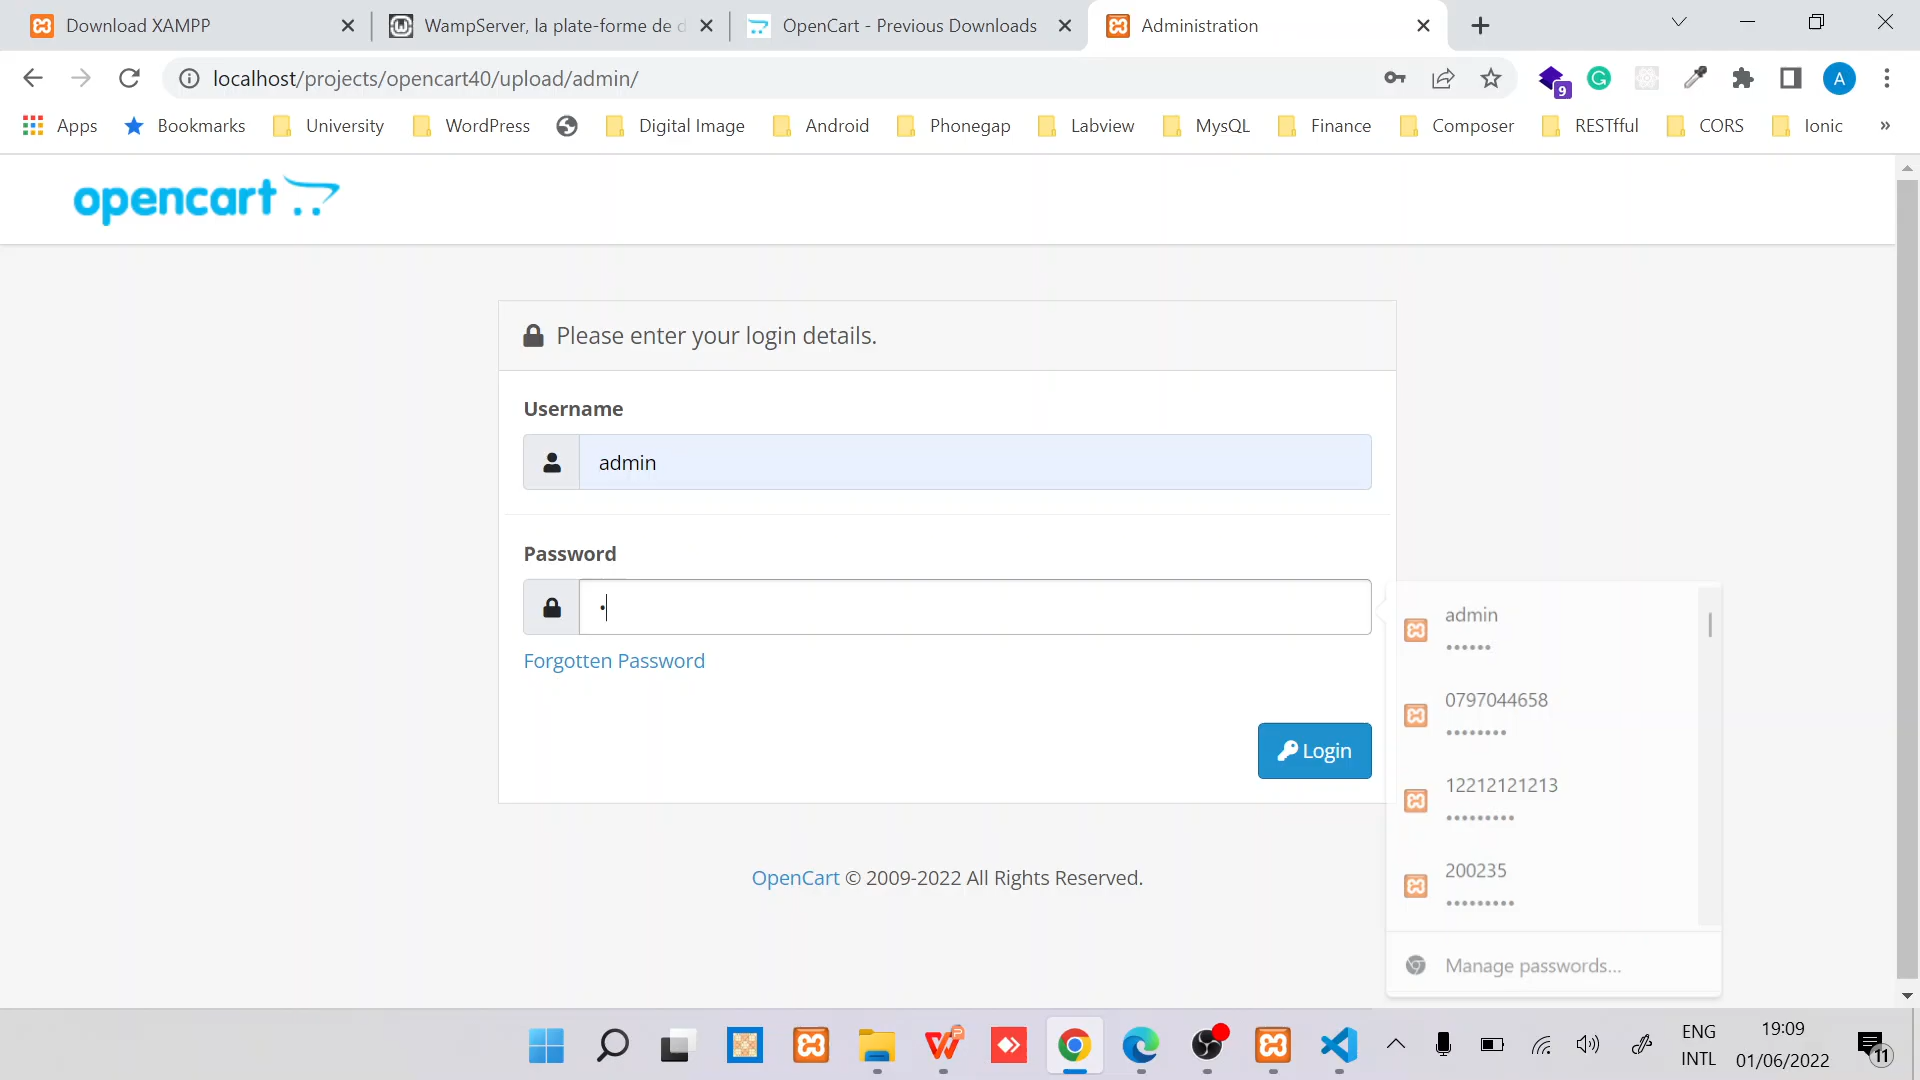 Download XAMPP
WampServer, la plate-forme de d
OpenCart - Previous Downloads
Administration
localhost/projects/opencart40/upload/admin/
9
A
Apps
Bookmarks
University
WordPress
Digital Image
Android
Phonegap
Labview
MysQL
Finance
Composer
RESTfful
CORS
Ionic
»
opencart
Please enter your login details.
Username
admin
Password
•
Forgotten Password
Login
admin
••••••
0797044658
••••••••
12212121213
•••••••••
200235
•••••••••
Manage passwords...
OpenCart © 2009-2022 All Rights Reserved.
ENG
INTL
19:09
01/06/2022
11